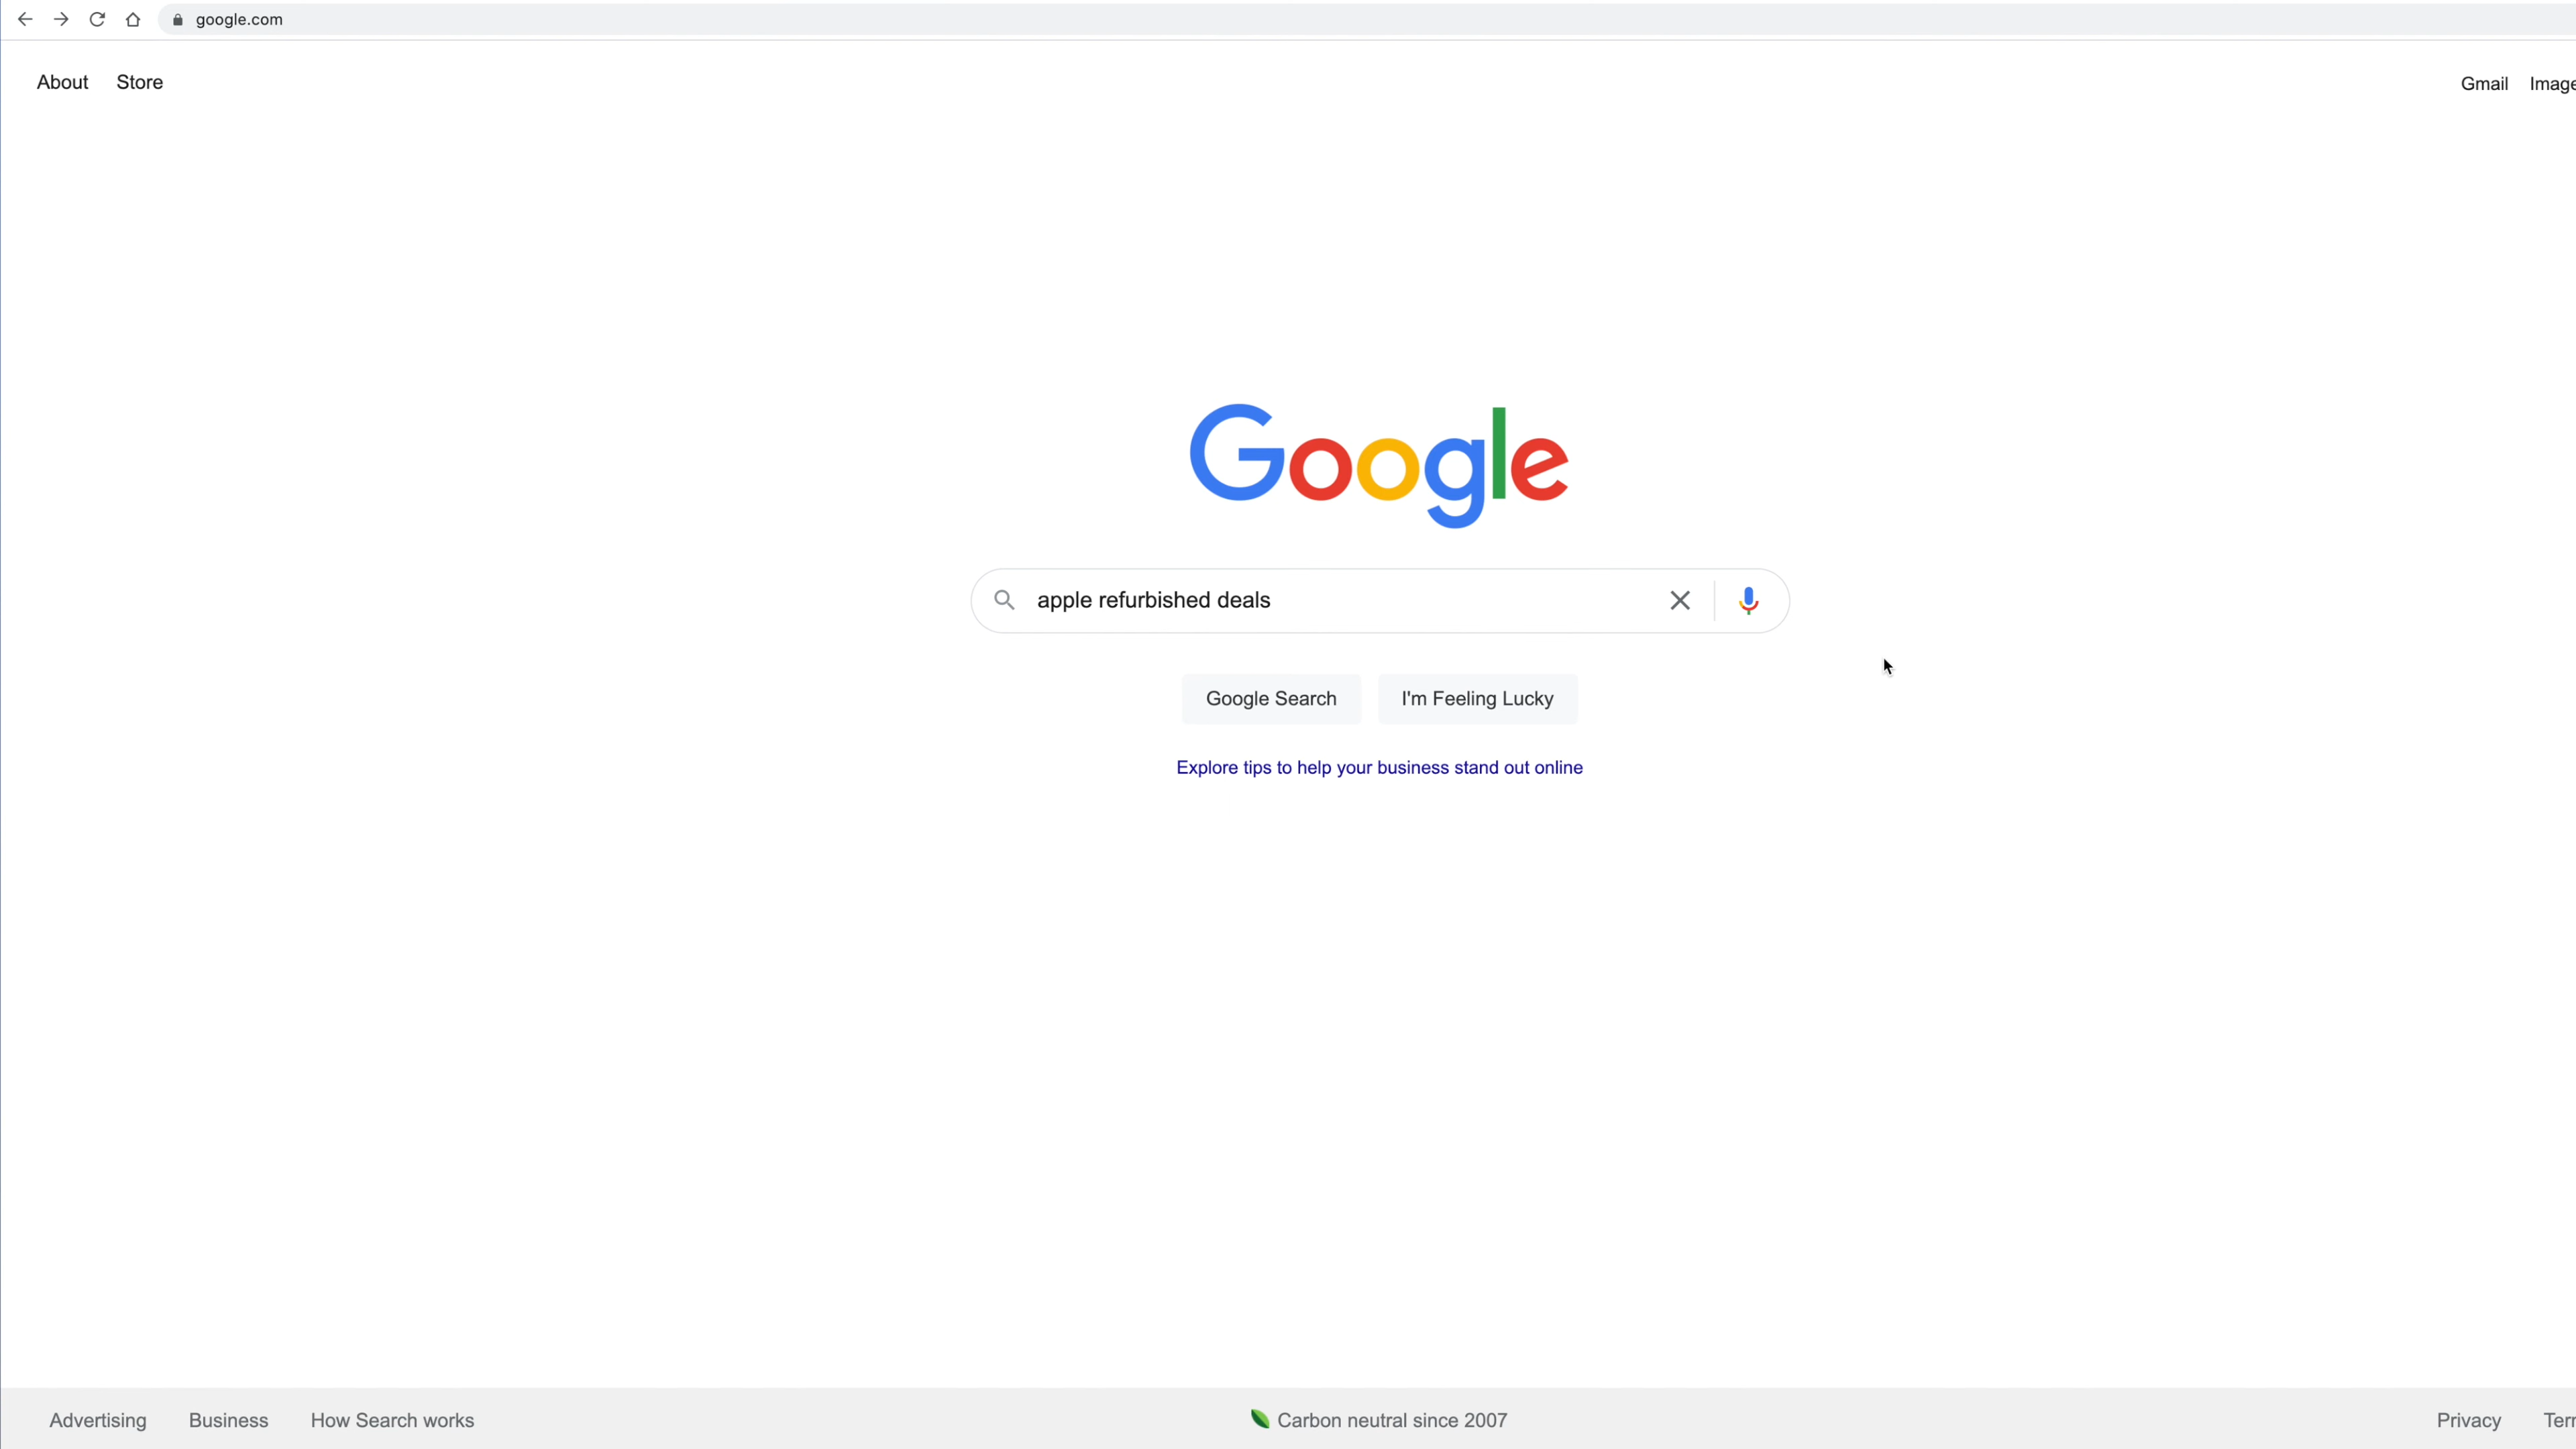 google.com
About Store
Gmail
Google
apple refurbished deals
Google Search I'm Feeling Lucky
Explore tips to help your business stand out online
Advertising Business How Search works
Carbon neutral since 2007
Privacy